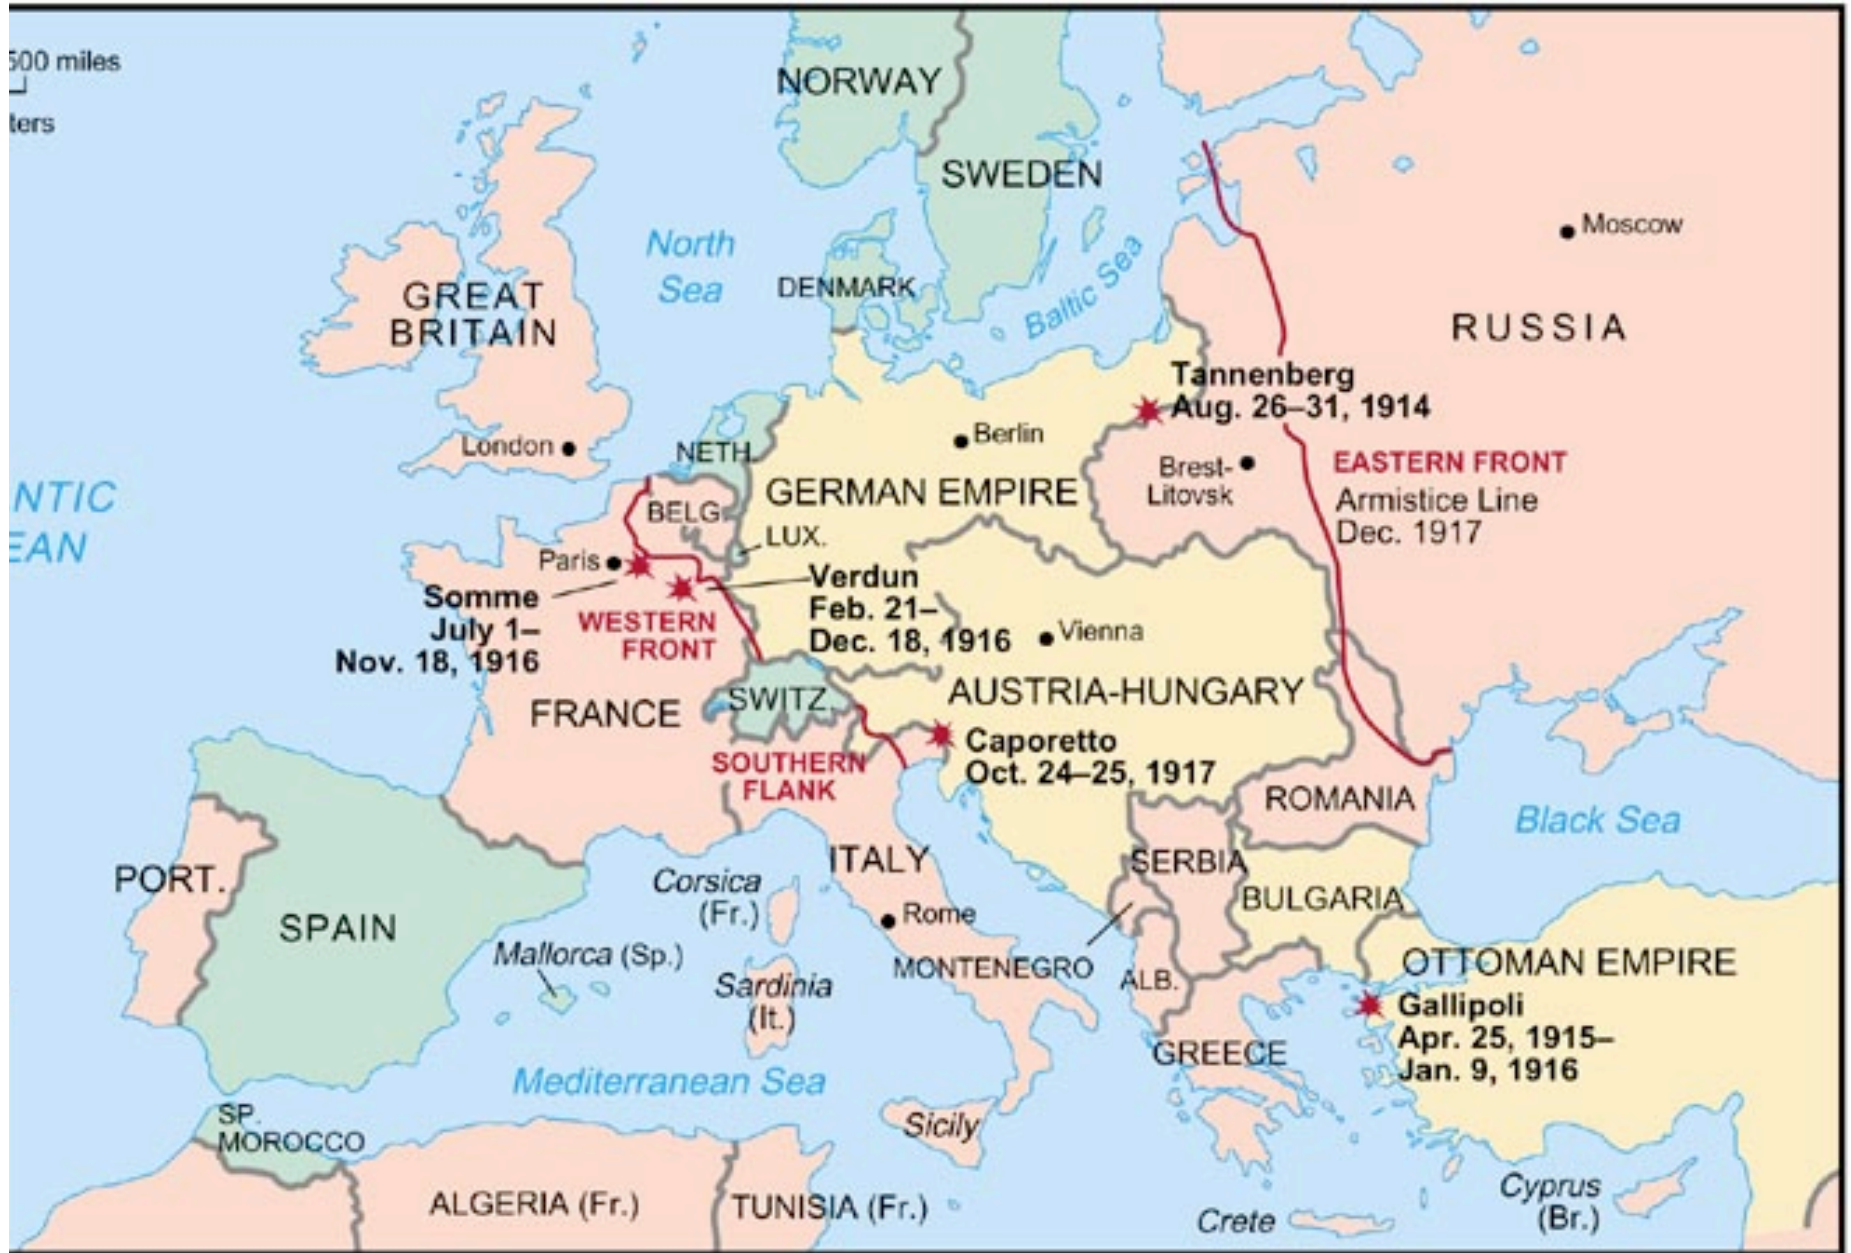 500 miles
NORWAY
SWEDEN
Moscow
North
Sea
GREAT
BRITAIN
DENMARK
Baltic Sea
RUSSIA
Tannenberg
Aug. 26–31, 1914
London
NETH.
Berlin
Brest-
Litovsk
EASTERN FRONT
Armistice Line
Dec. 1917
GERMAN EMPIRE
BELG.
LUX.
Paris
Somme
July 1–
Nov. 18, 1916
WESTERN
FRONT
Verdun
Feb. 21–
Dec. 18, 1916
Vienna
FRANCE
SWITZ.
AUSTRIA-HUNGARY
SOUTHERN
FLANK
Caporetto
Oct. 24–25, 1917
ROMANIA
Black Sea
PORT.
SPAIN
Corsica
(Fr.)
ITALY
Rome
SERBIA
BULGARIA
Mallorca (Sp.)
Sardinia
(It.)
MONTENEGRO
ALB.
OTTOMAN EMPIRE
Gallipoli
Apr. 25, 1915–
Jan. 9, 1916
GREECE
Mediterranean Sea
SP.
MOROCCO
Sicily
ALGERIA (Fr.)
TUNISIA (Fr.)
Crete
Cyprus
(Br.)